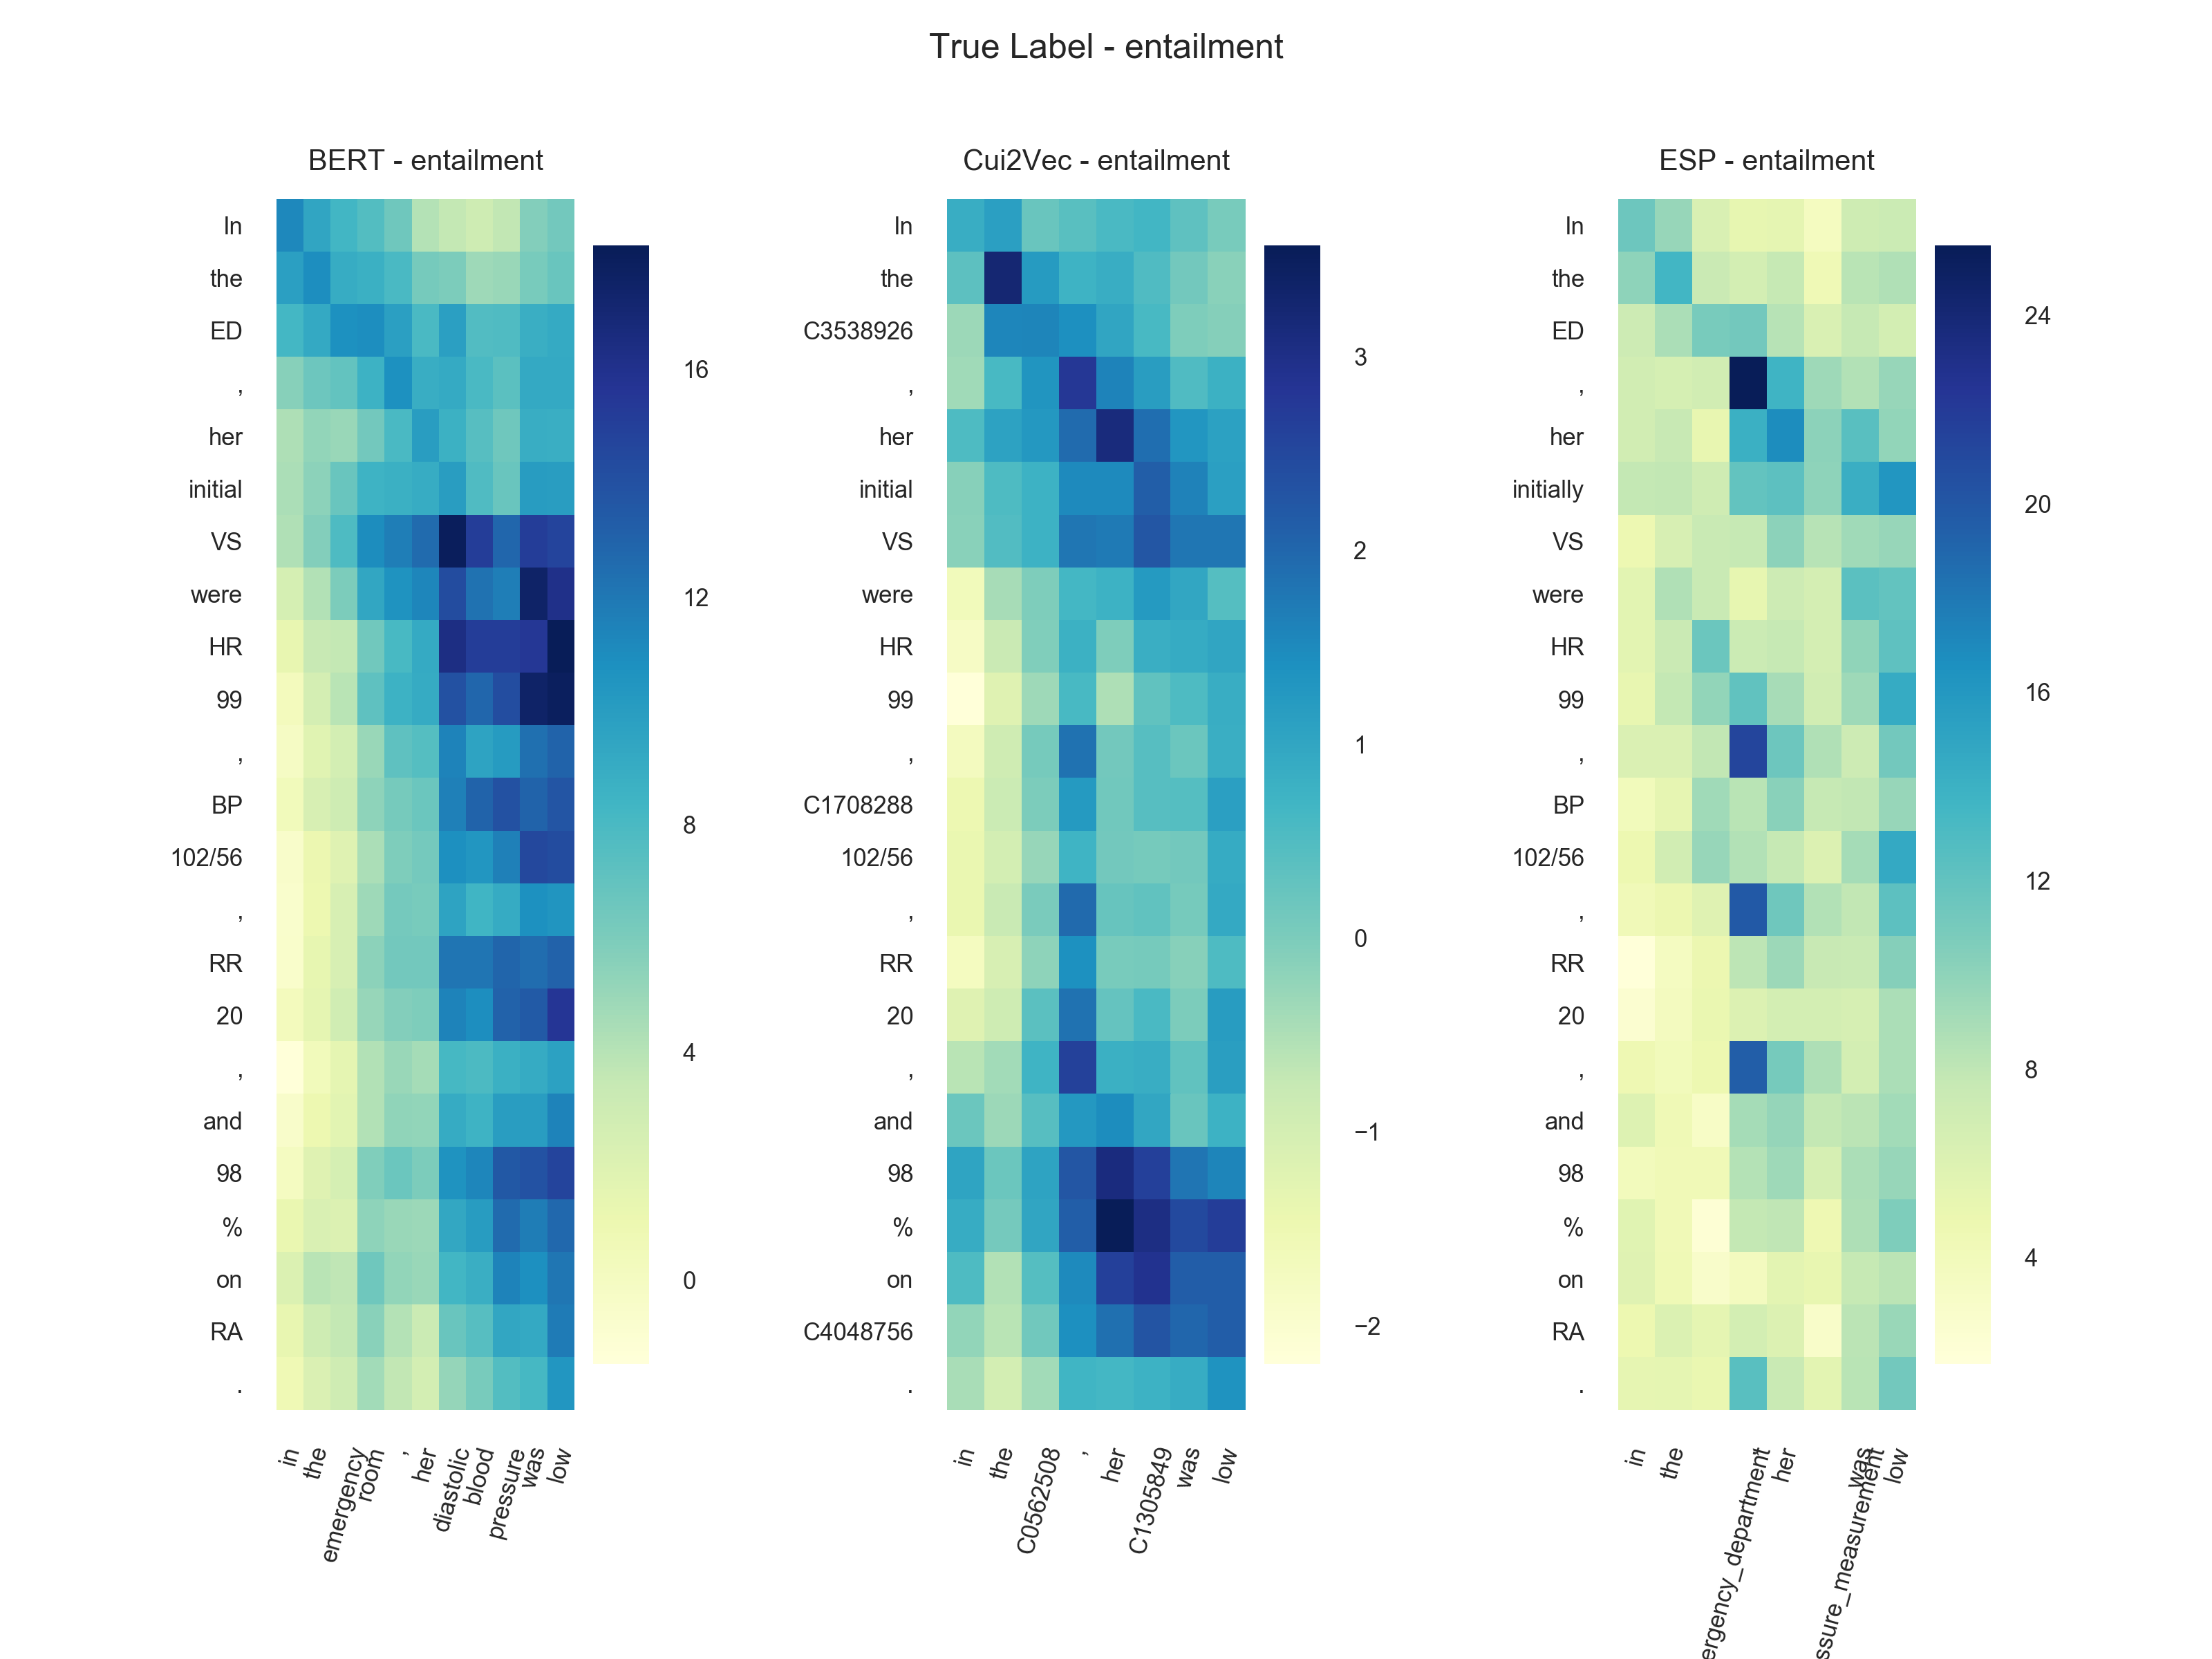 True Label - entailment
BERT - entailment
In
the
ED
,
her
initial
VS
were
HR
99
,
BP
102/56
,
RR
20
,
and
98
%
on
RA
.
in
the
emergency
room
,
her
diastolic
blood
pressure
was
low
16
12
8
4
0
Cui2Vec - entailment
In
the
C3538926
,
her
initial
VS
were
HR
99
,
C1708288
102/56
,
RR
20
,
and
98
%
on
C4048756
.
in
the
C0562508
,
her
C1305849
was
low
3
2
1
0
−1
−2
ESP - entailment
In
the
ED
,
her
initially
VS
were
HR
99
,
BP
102/56
,
RR
20
,
and
98
%
on
RA
.
in
the
ergency_department
,
her
ssure_measurement
was
low
24
20
16
12
8
4